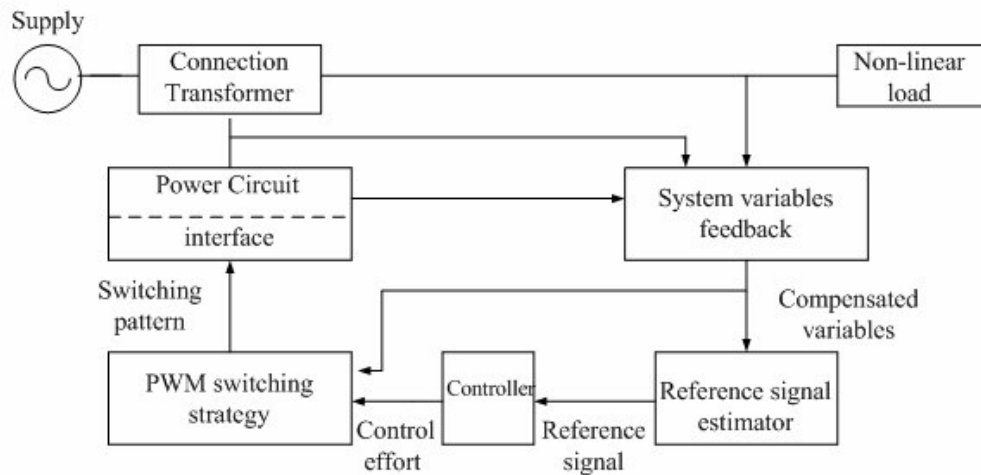 Supply
Connection
Transformer
Non-linear
load
Power Circuit
interface
System variables
feedback
Switching
pattern
Compensated
variables
PWM switching
strategy
Controller
Reference signal
estimator
Control
effort
Reference
signal